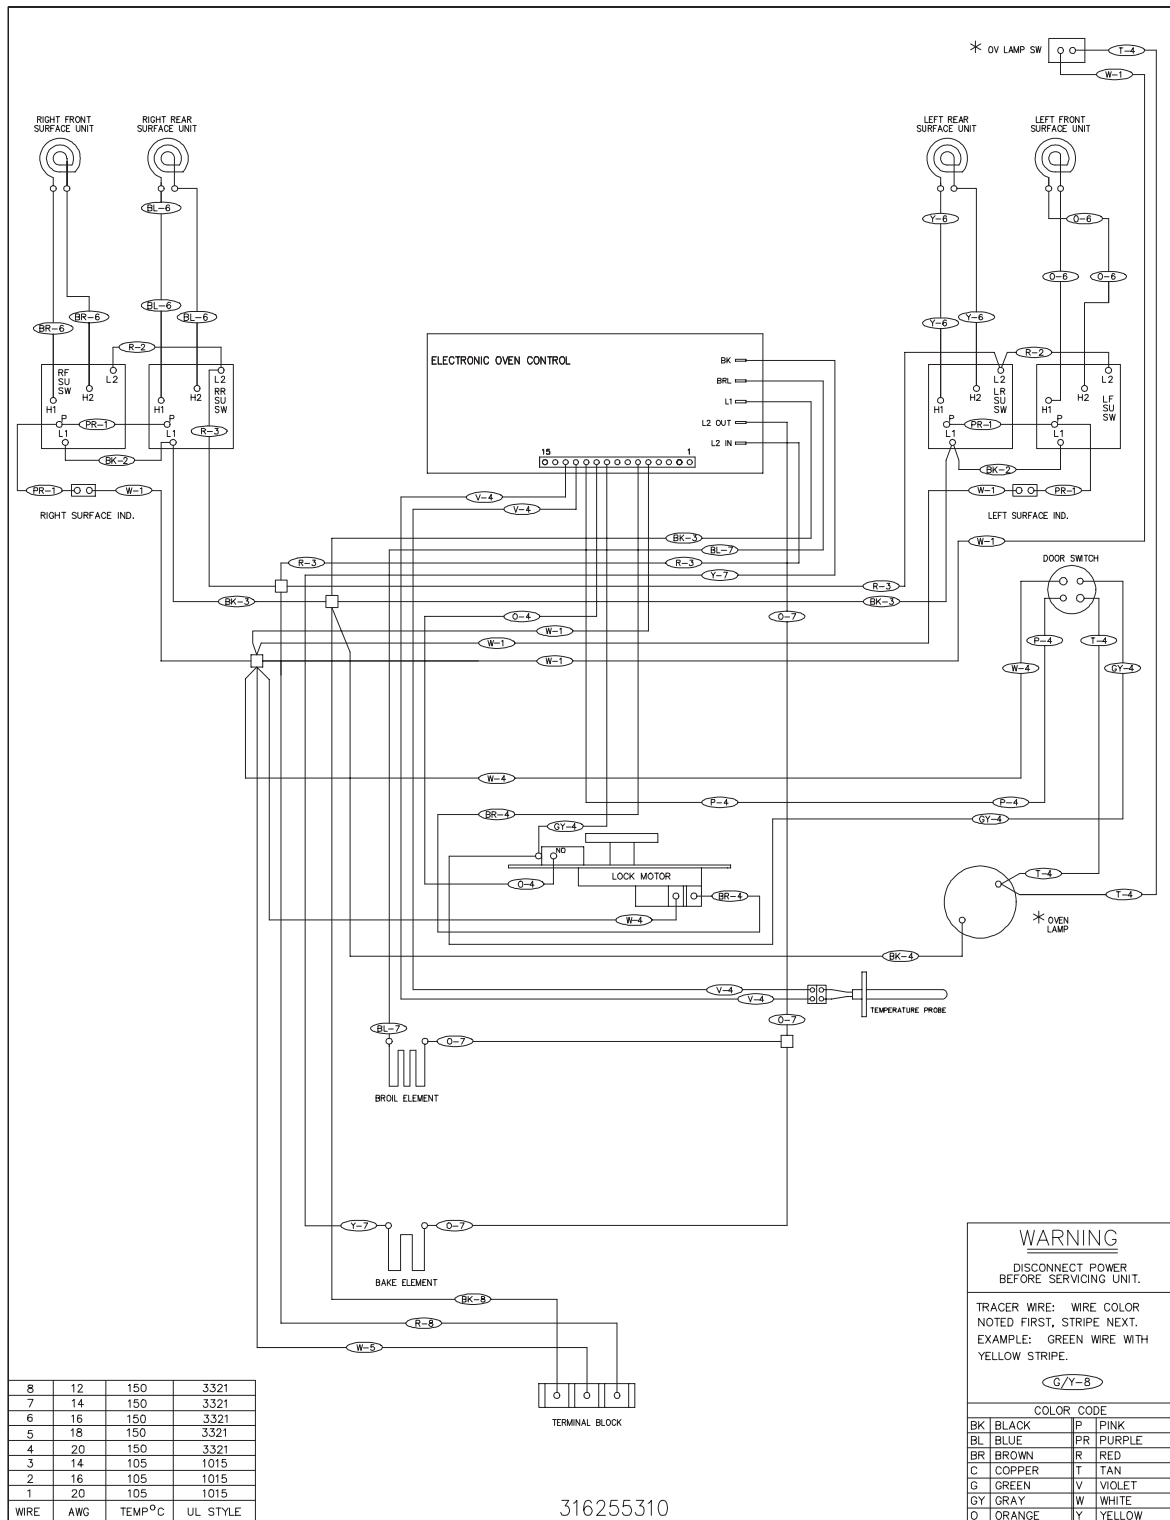 * OV LAMP SW
T-4
W-1
RIGHT FRONT
SURFACE UNIT
RIGHT REAR
SURFACE UNIT
LEFT REAR
SURFACE UNIT
LEFT FRONT
SURFACE UNIT
BL-6
Y-6
O-6
BR-6
BR-6
BL-6
BL-6
Y-6
Y-6
O-6
O-6
R-2
R-2
RF
SU
SW
L2
H1
H2
P
L1
PR-1
L2
RR
SU
SW
H1
H2
P
L1
R-3
BK-2
PR-1
W-1
RIGHT SURFACE IND.
ELECTRONIC OVEN CONTROL
BK
BRL
L1
L2 OUT
L2 IN
15
1
L2
LR
SU
SW
H1
H2
P
L1
PR-1
L2
LF
SU
SW
H1
H2
P
L1
BK-2
W-1
PR-1
LEFT SURFACE IND.
V-4
V-4
BK-3
BL-7
R-3
R-3
Y-7
W-1
DOOR SWITCH
R-3
BK-3
BK-3
O-4
O-7
W-1
W-1
W-1
P-4
T-4
W-4
GY-4
W-4
P-4
P-4
BR-4
GY-4
GY-4
NO
LOCK MOTOR
O-4
BR-4
W-4
T-4
T-4
* OVEN
LAMP
BK-4
V-4
V-4
TEMPERATURE PROBE
BL-7
O-7
O-7
BROIL ELEMENT
Y-7
O-7
BAKE ELEMENT
BK-8
R-8
W-5
TERMINAL BLOCK
WARNING
DISCONNECT POWER
BEFORE SERVICING UNIT.
TRACER WIRE: WIRE COLOR
NOTED FIRST, STRIPE NEXT.
EXAMPLE: GREEN WIRE WITH
YELLOW STRIPE.
G/Y-8
COLOR CODE
BK BLACK P PINK
BL BLUE PR PURPLE
BR BROWN R RED
C COPPER T TAN
G GREEN V VIOLET
GY GRAY W WHITE
O ORANGE Y YELLOW
8 12 150 3321
7 14 150 3321
6 16 150 3321
5 18 150 3321
4 20 150 3321
3 14 105 1015
2 16 105 1015
1 20 105 1015
WIRE AWG TEMP°C UL STYLE
316255310